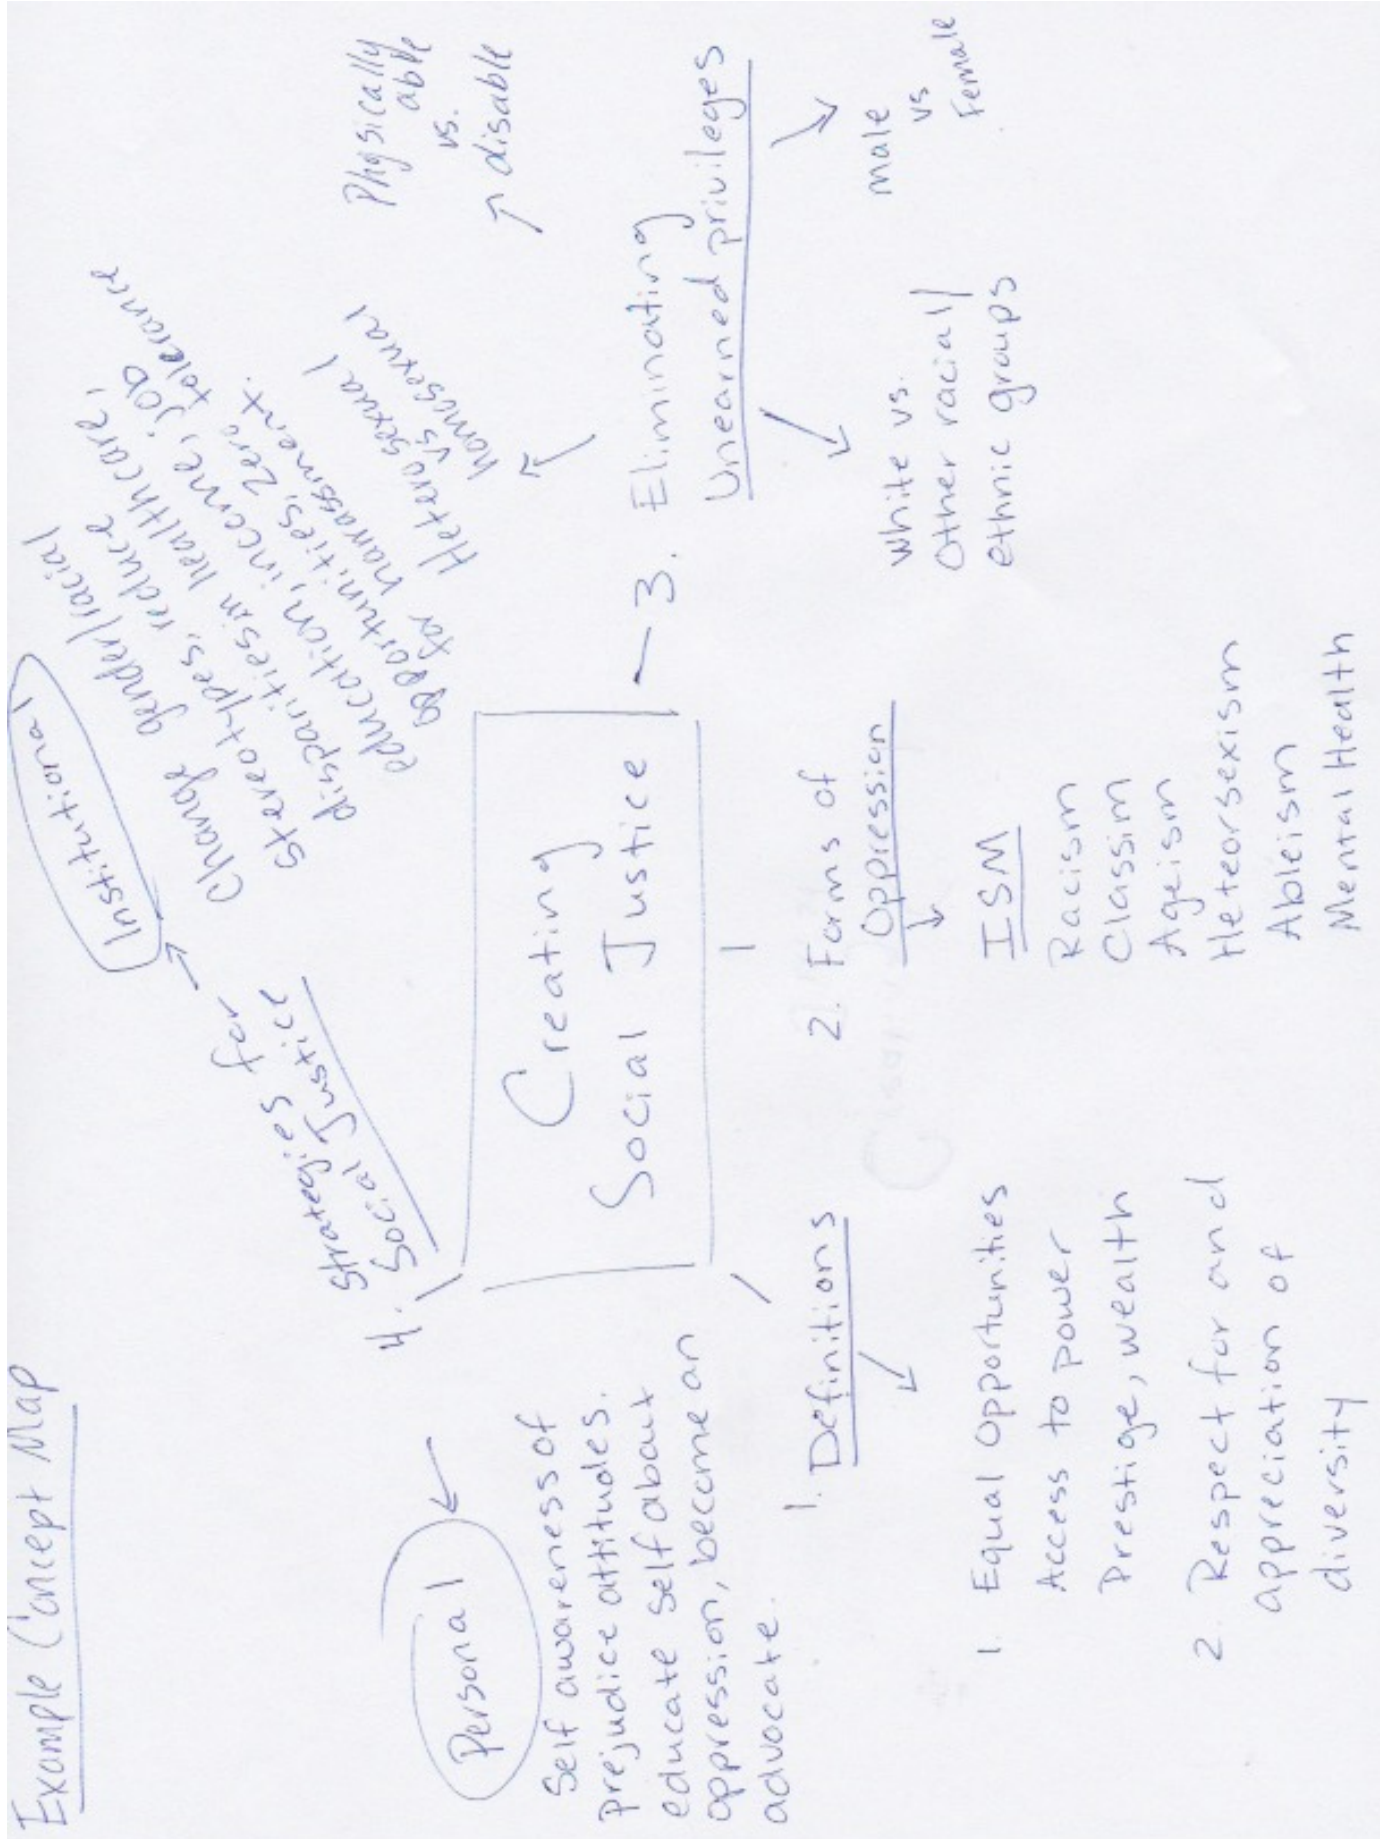 Example Concept Map
Institutional
Change gender/racial
stereotypes, reduce
disparities in healthcare,
education, income, job
opportunities, zero tolerance
for harrassment.
4. Strategies for
Social Justice
Personal
Self awareness of
prejudice attitudes.
educate self about
oppression, become an
advocate.
Creating
Social Justice
1. Definitions
1. Equal Opportunities
Access to power
Prestige, wealth
2. Respect for and
appreciation of
diversity
2. Forms of
Oppression
ISM
Racism
Classim
Ageism
Heteorsexism
Ableism
Mental Health
3. Eliminating
Unearned privileges
Heterosexual
vs
homosexual
Physically
able
vs.
disable
White vs.
Other racial/
ethnic groups
male
vs
Female